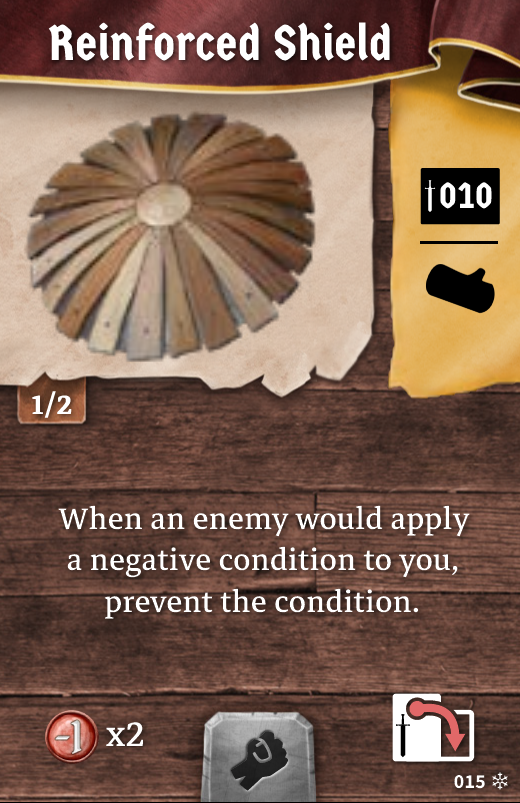 Reinforced Shield
010
1/2
When an enemy would apply
a negative condition to you,
prevent the condition.
-1 x2
015